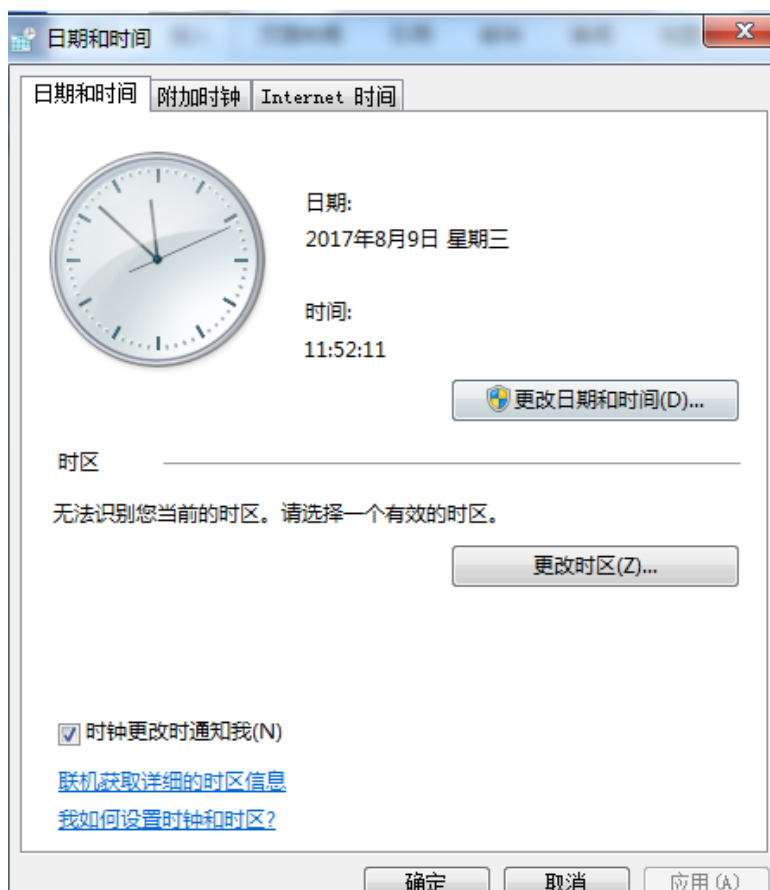 日期和时间
日期和时间 附加时钟 Internet 时间
日期:
2017年8月9日 星期三
时间:
11:52:11
更改日期和时间(D)...
时区
无法识别您当前的时区。请选择一个有效的时区。
更改时区(Z)...
时钟更改时通知我(N)
联机获取详细的时区信息
我如何设置时钟和时区?
确定 取消 应用(A)